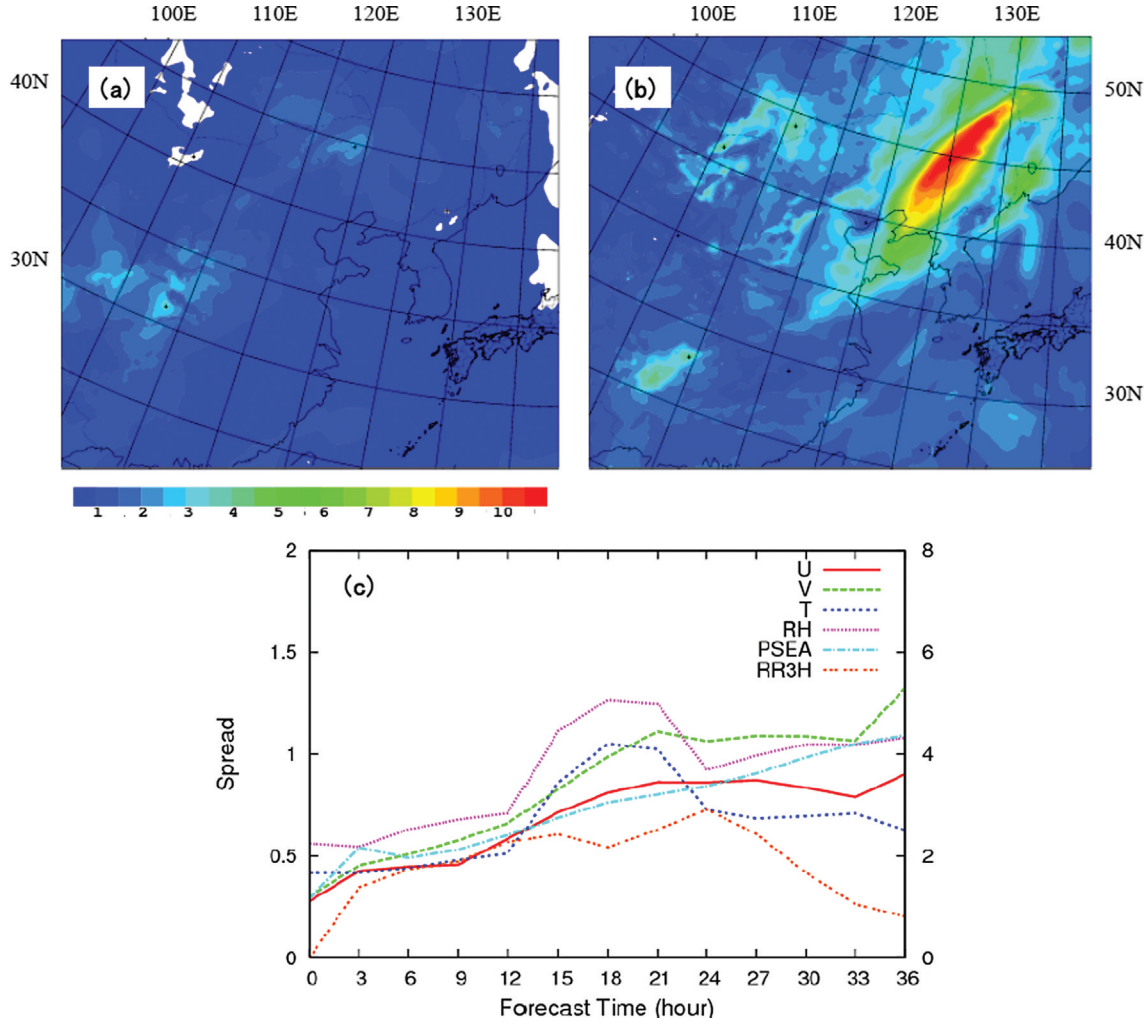 100E 110E 120E 130E
100E 110E 120E 130E
40N
30N
(a)
(b)
50N
40N
30N
1 2 3 4 5 6 7 8 9 10
(c)
U
V
T
RH
PSEA
RR3H
2
1.5
1
0.5
0
Spread
8
6
4
2
0
0 3 6 9 12 15 18 21 24 27 30 33 36
Forecast Time (hour)